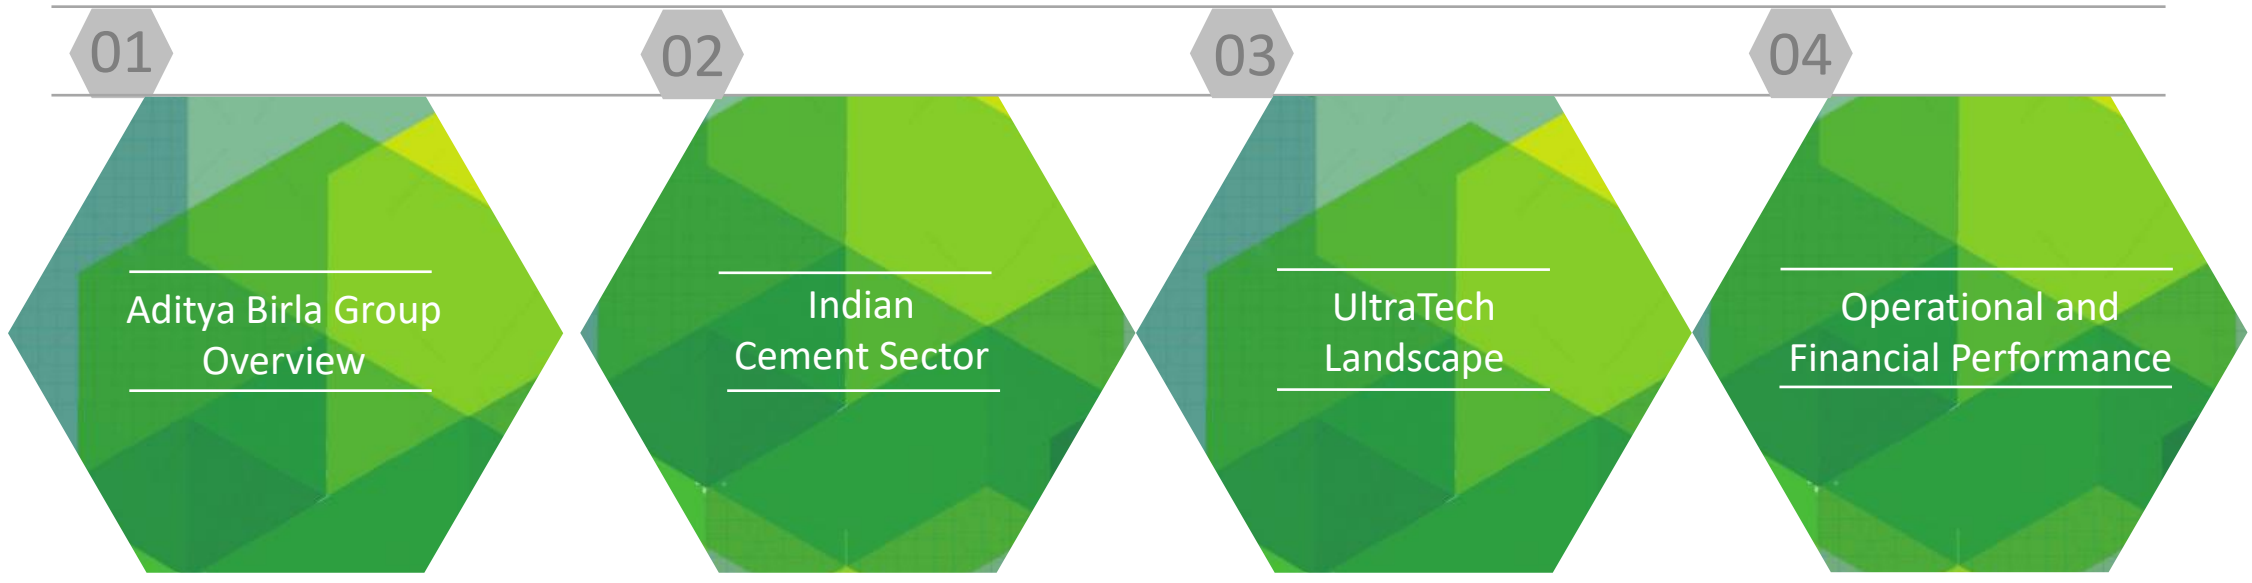 01
02
03
04
Aditya Birla Group
Overview
Indian
Cement Sector
UltraTech
Landscape
Operational and
Financial Performance